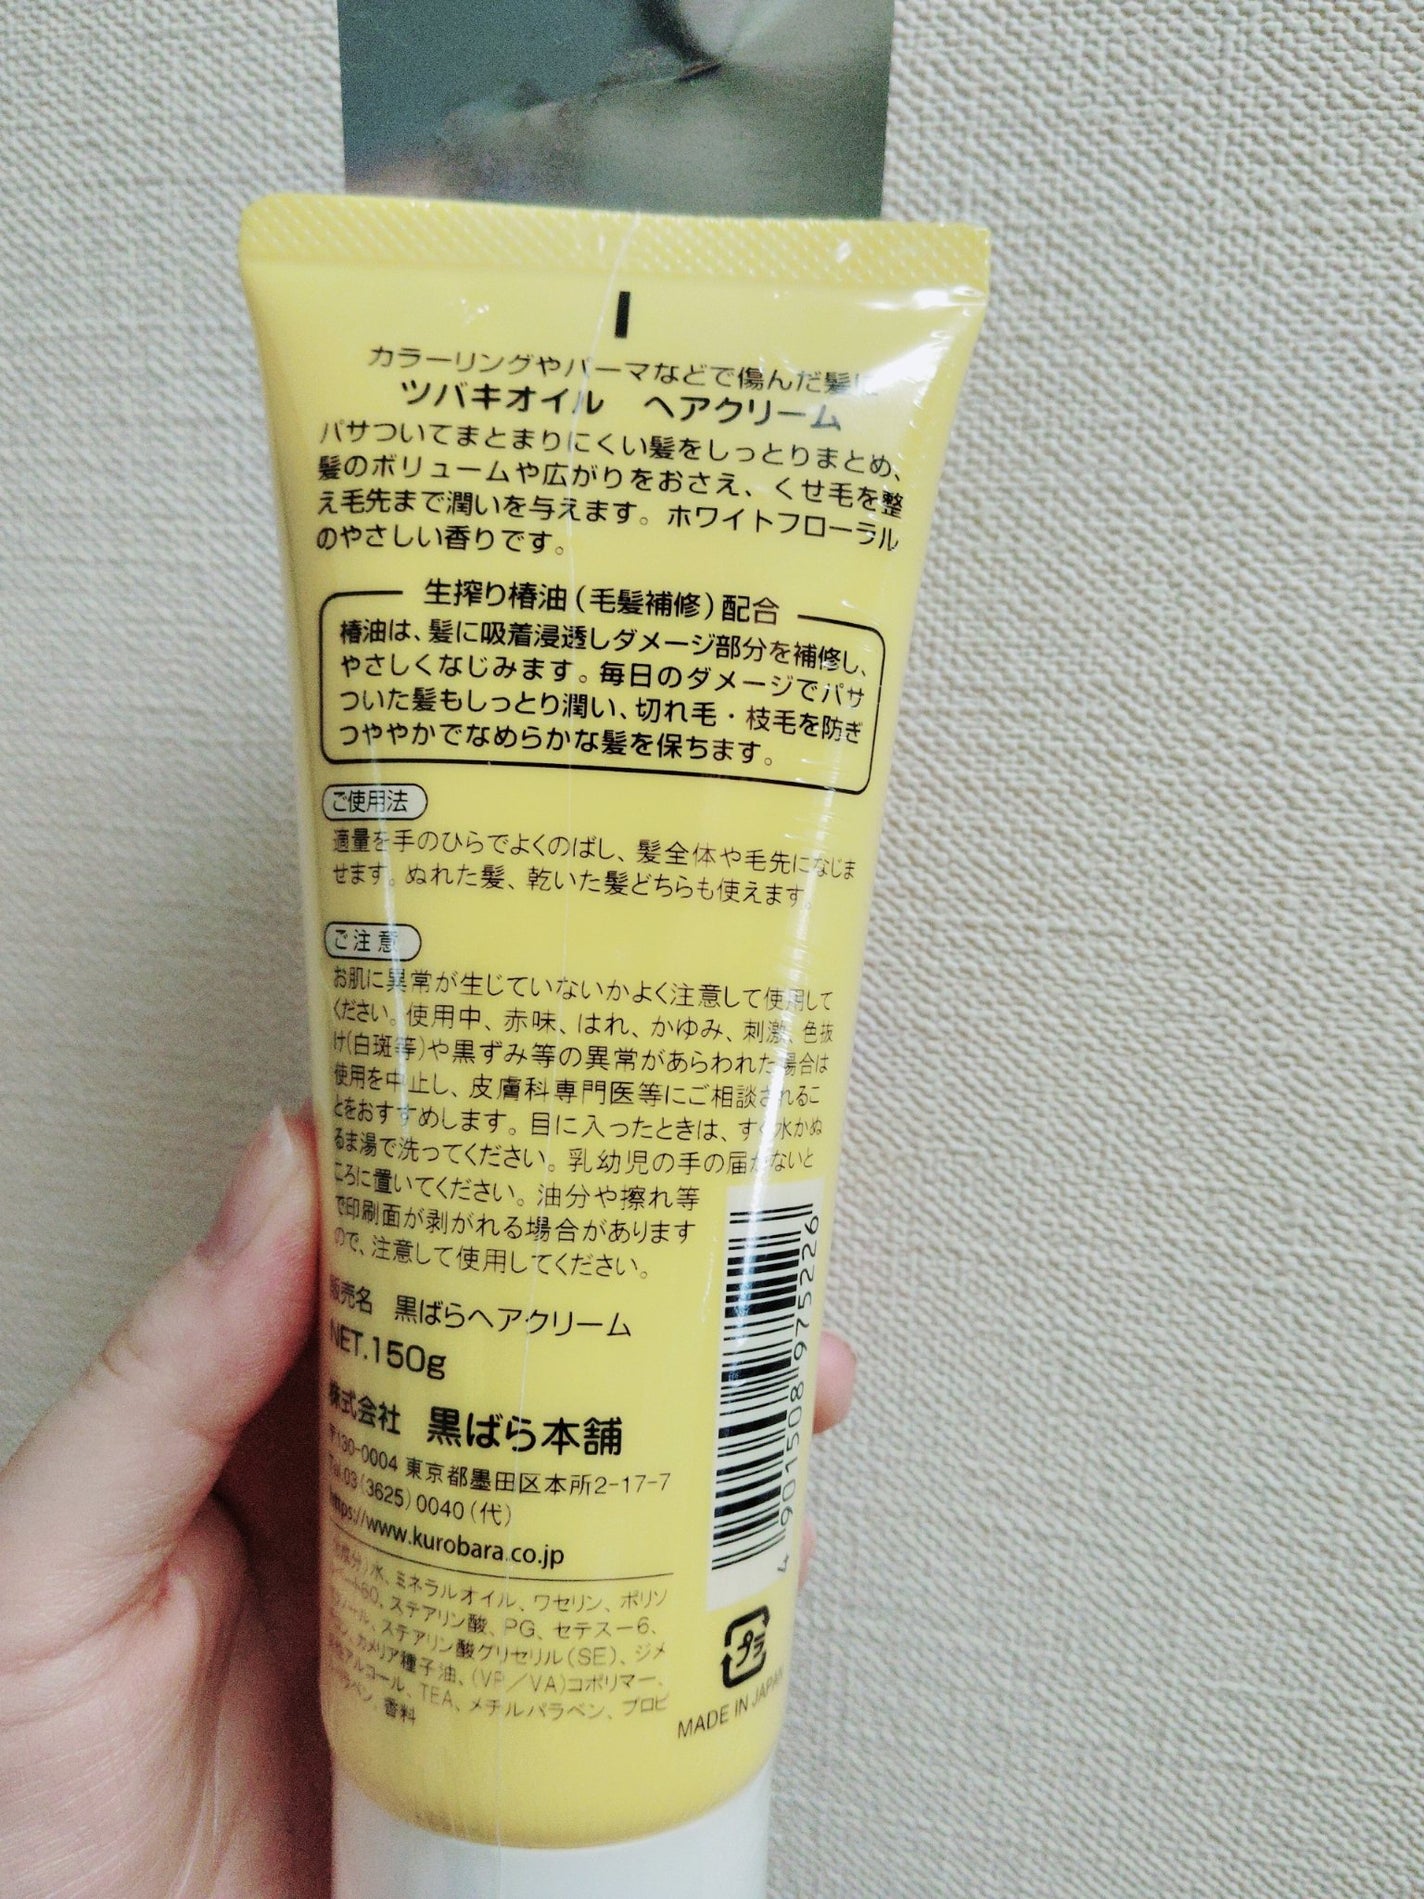 カラーリングやパーマなどで傷んだ髪に
ツバキオイル ヘアクリーム
パサついてまとまりにくい髪をしっとりまとめ、
髪のボリュームや広がりをおさえ、くせ毛を整
え毛先まで潤いを与えます。ホワイトフローラル
のやさしい香りです。
生搾り椿油(毛髪補修)配合
椿油は、髪に吸着浸透しダメージ部分を補修し、
やさしくなじみます。毎日のダメージでパサ
ついた髪もしっとり潤い、切れ毛・枝毛を防ぎ
つややかでなめらかな髪を保ちます。
ご使用法
適量を手のひらでよくのばし、髪全体や毛先になじま
せます。ぬれた髪、乾いた髪どちらも使えます。
ご注意
お肌に異常が生じていないかよく注意して使用して
ください。使用中、赤味、はれ、かゆみ、刺激、色抜
け(白斑等)や黒ずみ等の異常があらわれた場合は
使用を中止し、皮膚科専門医等にご相談されるこ
とをおすすめします。目に入ったときは、すぐ水かぬ
るま湯で洗ってください。乳幼児の手の届かないと
ころに置いてください。油分や擦れ等
で印刷面が剥がれる場合があります
ので、注意して使用してください。
販売名 黒ばらヘアクリーム
NET.150g
株式会社 黒ばら本舗
〒130-0004 東京都墨田区本所2-17-7
Tel.03(3625)0040(代)
https://www.kurobara.co.jp
水、ミネラルオイル、ワセリン、ポリソ
ステアリン酸、PG、セテス-6、
ステアリン酸グリセリル(SE)、ジメ
カメリア種子油、(VP/VA)コポリマー、
アルコール、TEA、メチルパラベン、プロピ
ラベン、香料
4901508975226
プラ
MADE IN JAPAN